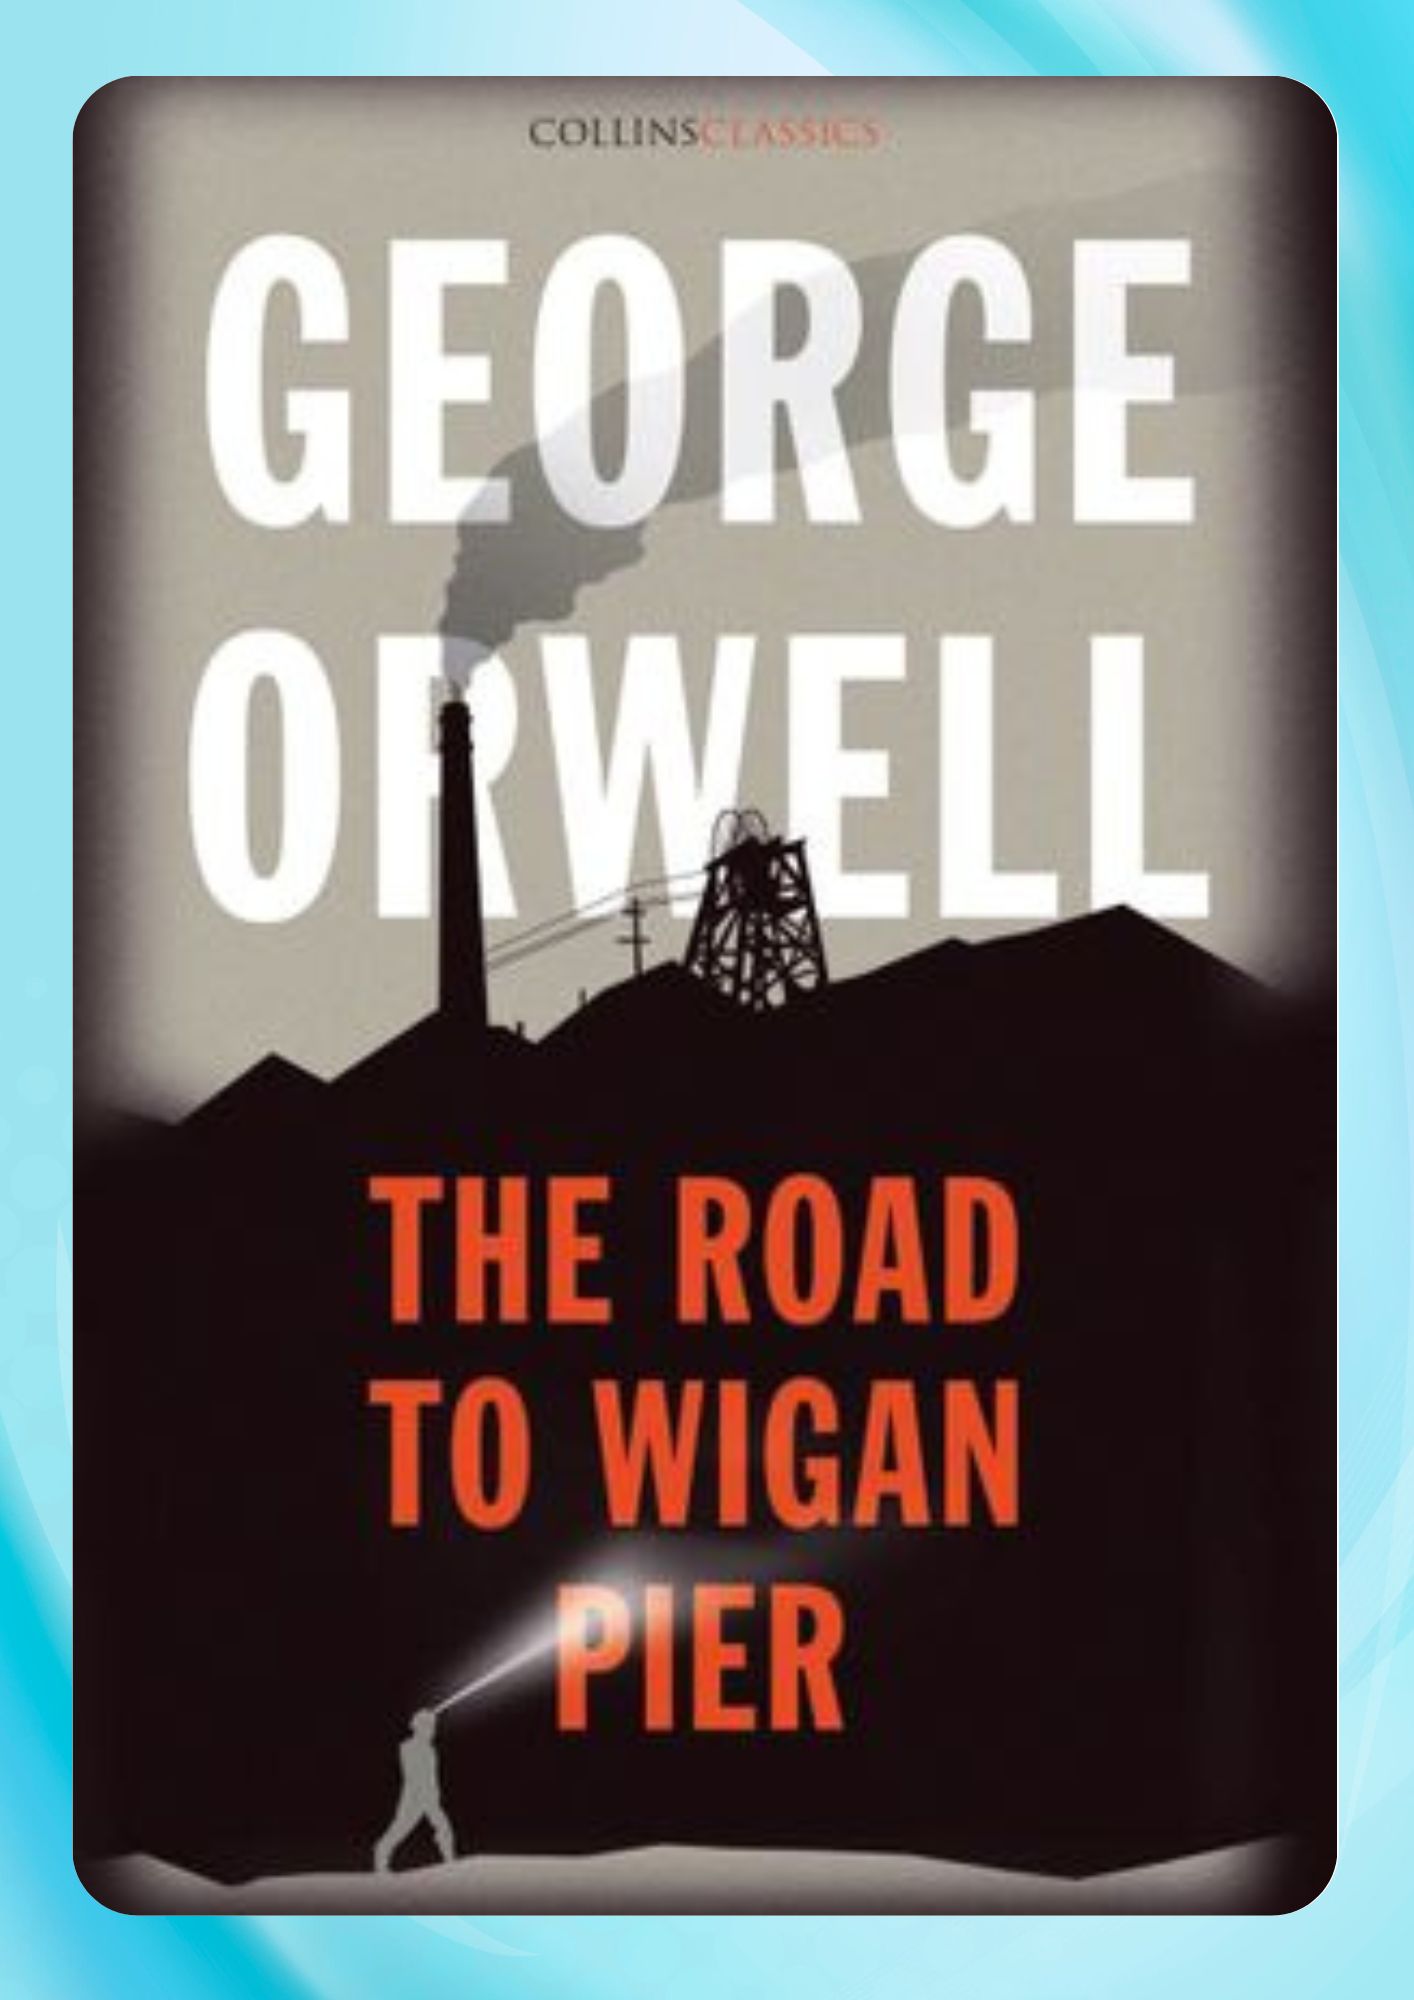 COLLINSCLASSICS
GEORGE
ORWELL
THE ROAD
TO WIGAN
PIER